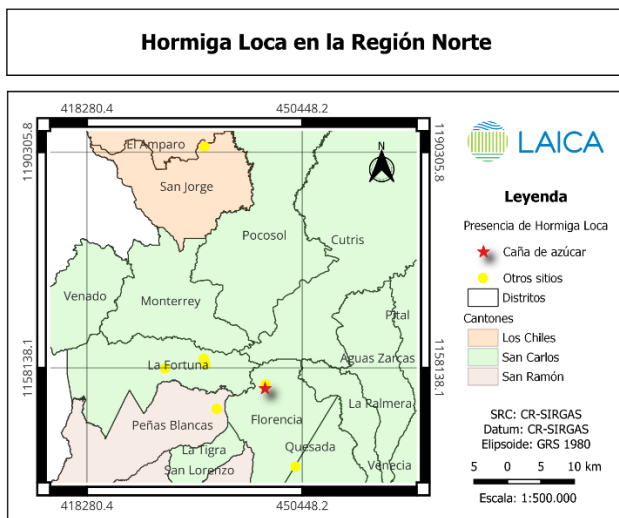 Hormiga Loca en la Región Norte
418280.4
450448.2
1190305.8
1190305.8
El Amparo
N
San Jorge
Pocosol
Cutris
Venado
Monterrey
Pital
1158138.1
1158138.1
La Fortuna
Aguas Zarcas
La Palmera
Peñas Blancas
Florencia
La Tigra
Quesada
San Lorenzo
Venecia
418280.4
450448.2
LAICA
Leyenda
Presencia de Hormiga Loca
Caña de azúcar
Otros sitios
Distritos
Cantones
Los Chiles
San Carlos
San Ramón
SRC: CR-SIRGAS
Datum: CR-SIRGAS
Elipsoide: GRS 1980
5 0 5 10 km
Escala: 1:500.000